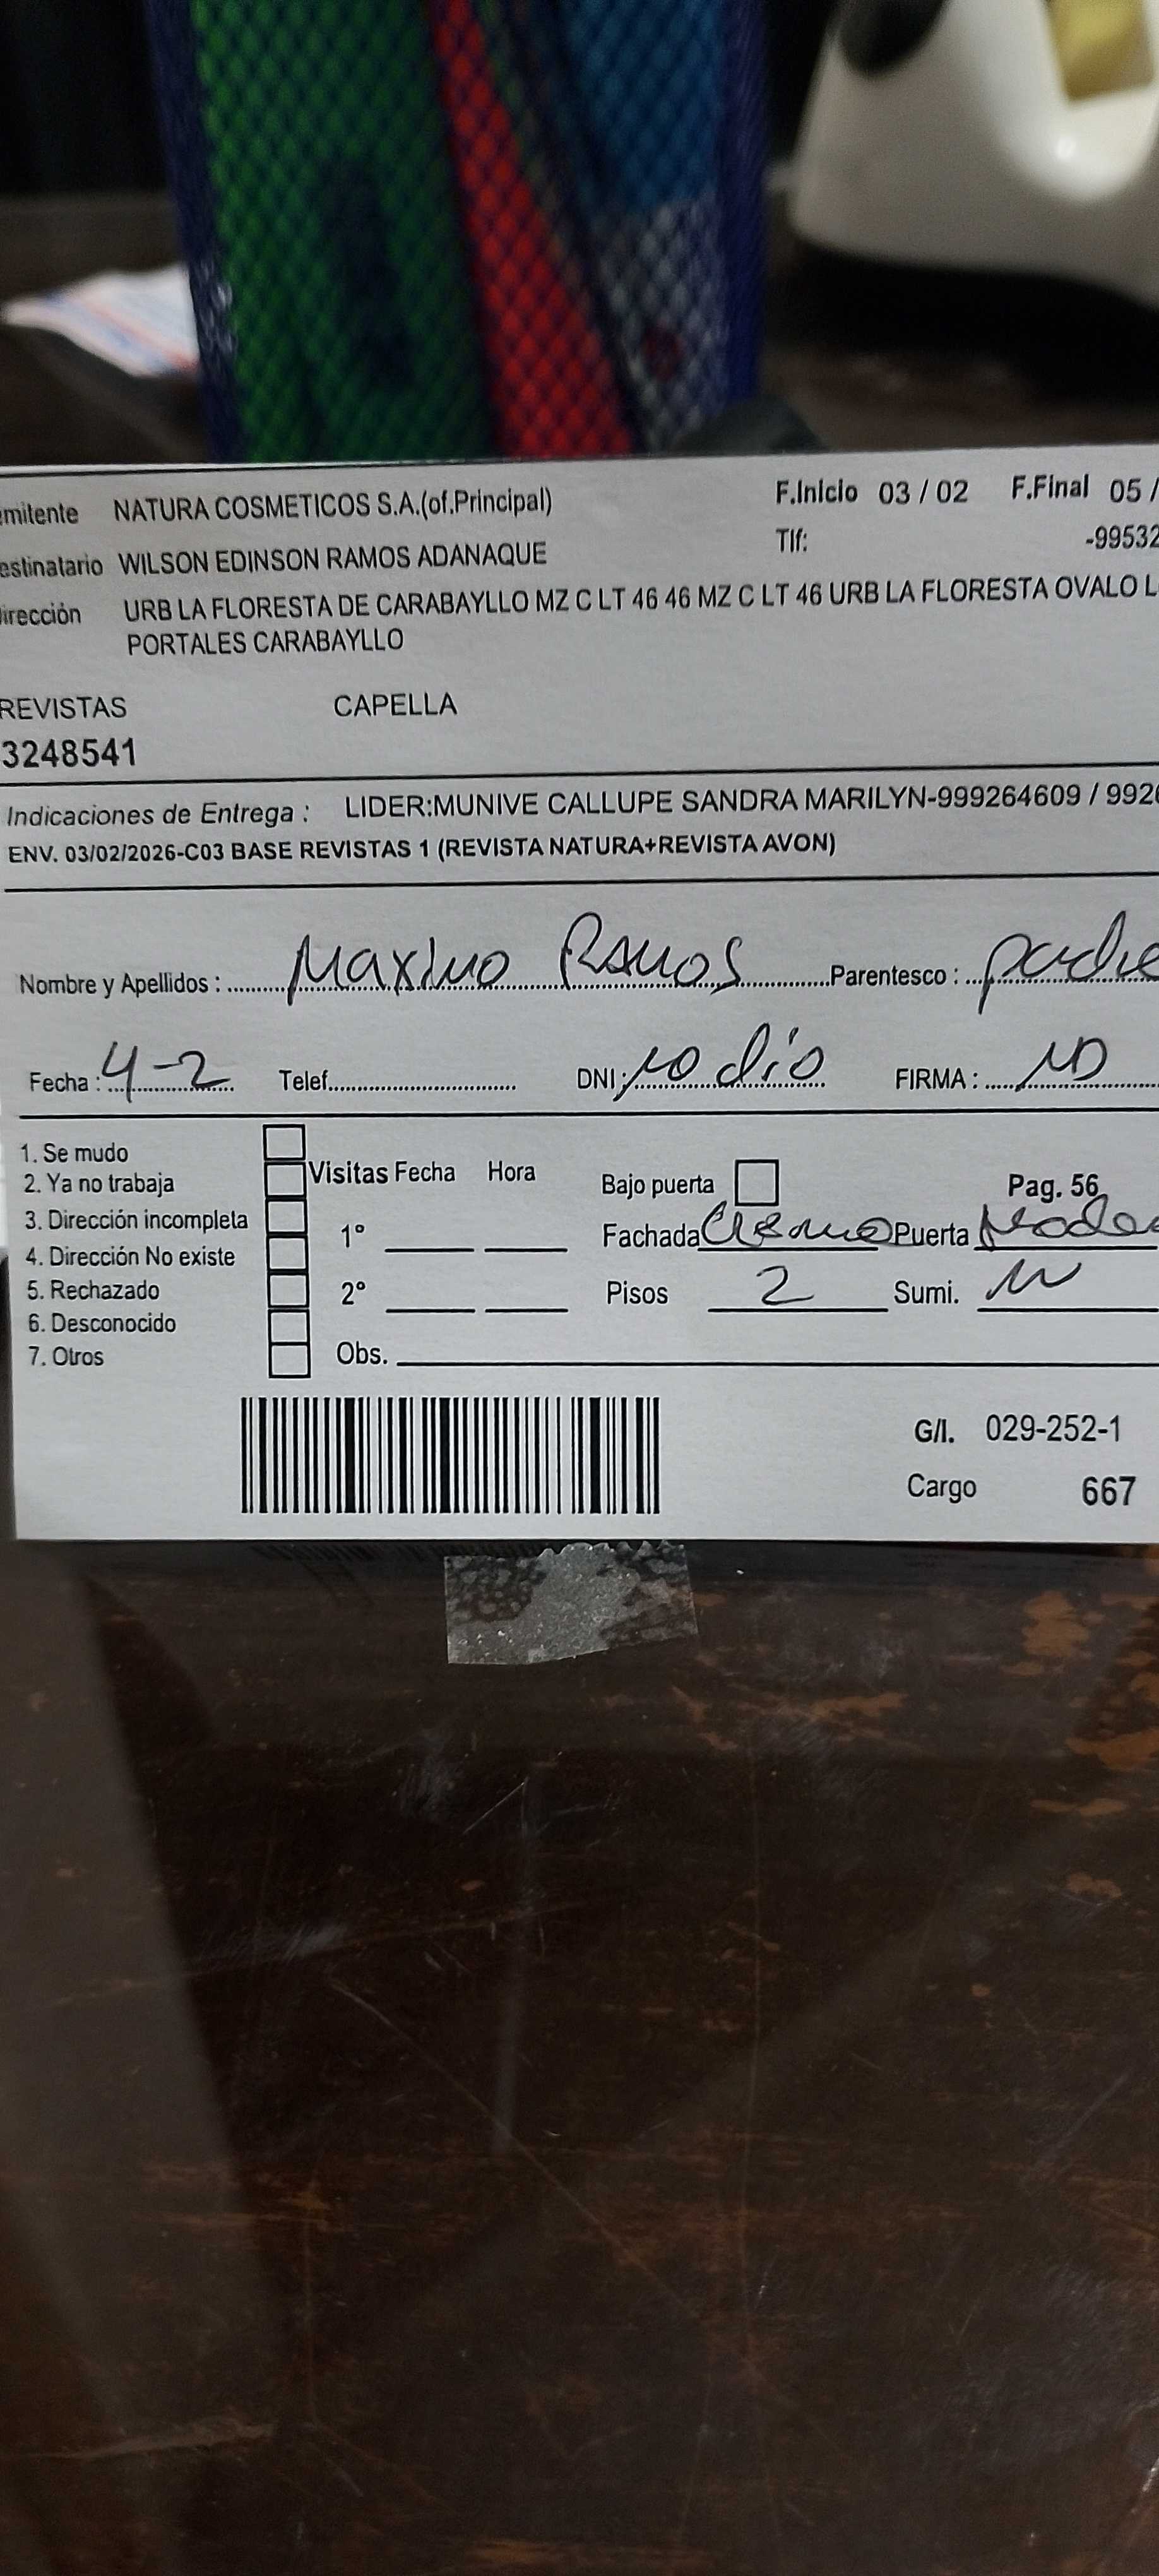 mitente NATURA COSMETICOS S.A.(of.Principal) F.Inicio 03 / 02 F.Final 05 /
estinatario WILSON EDINSON RAMOS ADANAQUE Tlf: -99532
irección URB LA FLORESTA DE CARABAYLLO MZ C LT 46 46 MZ C LT 46 URB LA FLORESTA OVALO L
PORTALES CARABAYLLO
REVISTAS CAPELLA
3248541
Indicaciones de Entrega : LIDER:MUNIVE CALLUPE SANDRA MARILYN-999264609 / 992
ENV. 03/02/2026-C03 BASE REVISTAS 1 (REVISTA NATURA+REVISTA AVON)
Nombre y Apellidos : Maximo Ramos Parentesco : padre
Fecha : 4-2 Telef. DNI : no dio FIRMA : ND
1. Se mudo
2. Ya no trabaja Visitas Fecha Hora Bajo puerta Pag. 56
3. Dirección incompleta 1° Fachada Puerta
4. Dirección No existe
5. Rechazado 2° Pisos 2 Sumi.
6. Desconocido
7. Otros Obs.
G/I. 029-252-1
Cargo 667